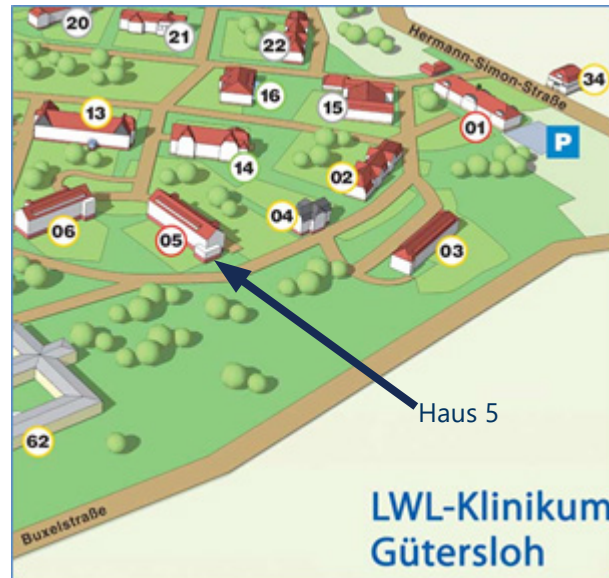 20
21
22
Hermann-Simon-Straße
34
16
15
13
01
P
14
02
04
06
05
03
Haus 5
62
Buxelstraße
LWL-Klinikum
Gütersloh